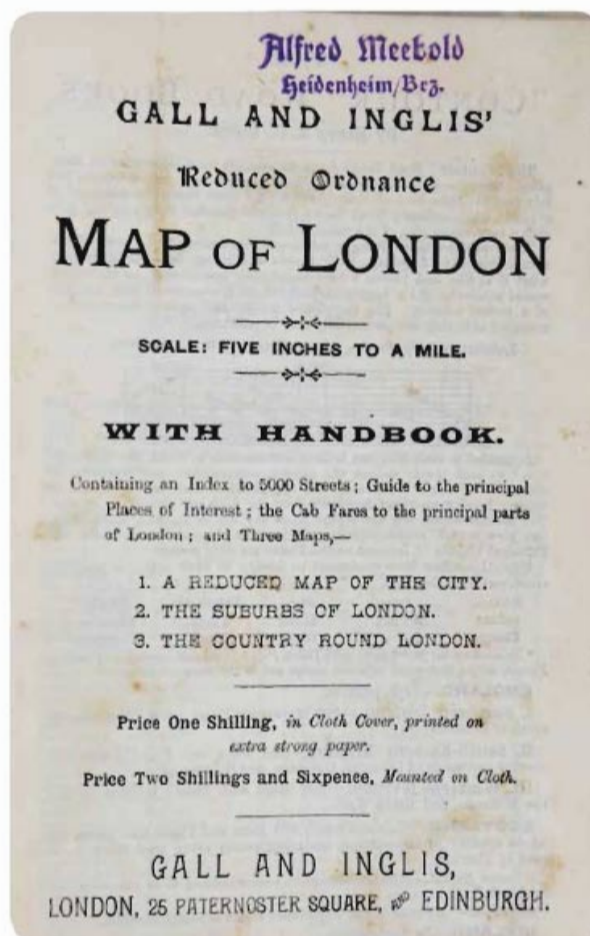 Alfred Meebold
Heidenheim/Brz.
GALL AND INGLIS'
Reduced Ordnance
MAP OF LONDON
SCALE: FIVE INCHES TO A MILE.
WITH HANDBOOK.
Containing an Index to 5000 Streets; Guide to the principal
Places of Interest; the Cab Fares to the principal parts
of London; and Three Maps,—
1. A REDUCED MAP OF THE CITY.
2. THE SUBURBS OF LONDON.
3. THE COUNTRY ROUND LONDON.
Price One Shilling, in Cloth Cover, printed on
extra strong paper.
Price Two Shillings and Sixpence, Mounted on Cloth.
GALL AND INGLIS,
LONDON, 25 PATERNOSTER SQUARE, AND EDINBURGH.